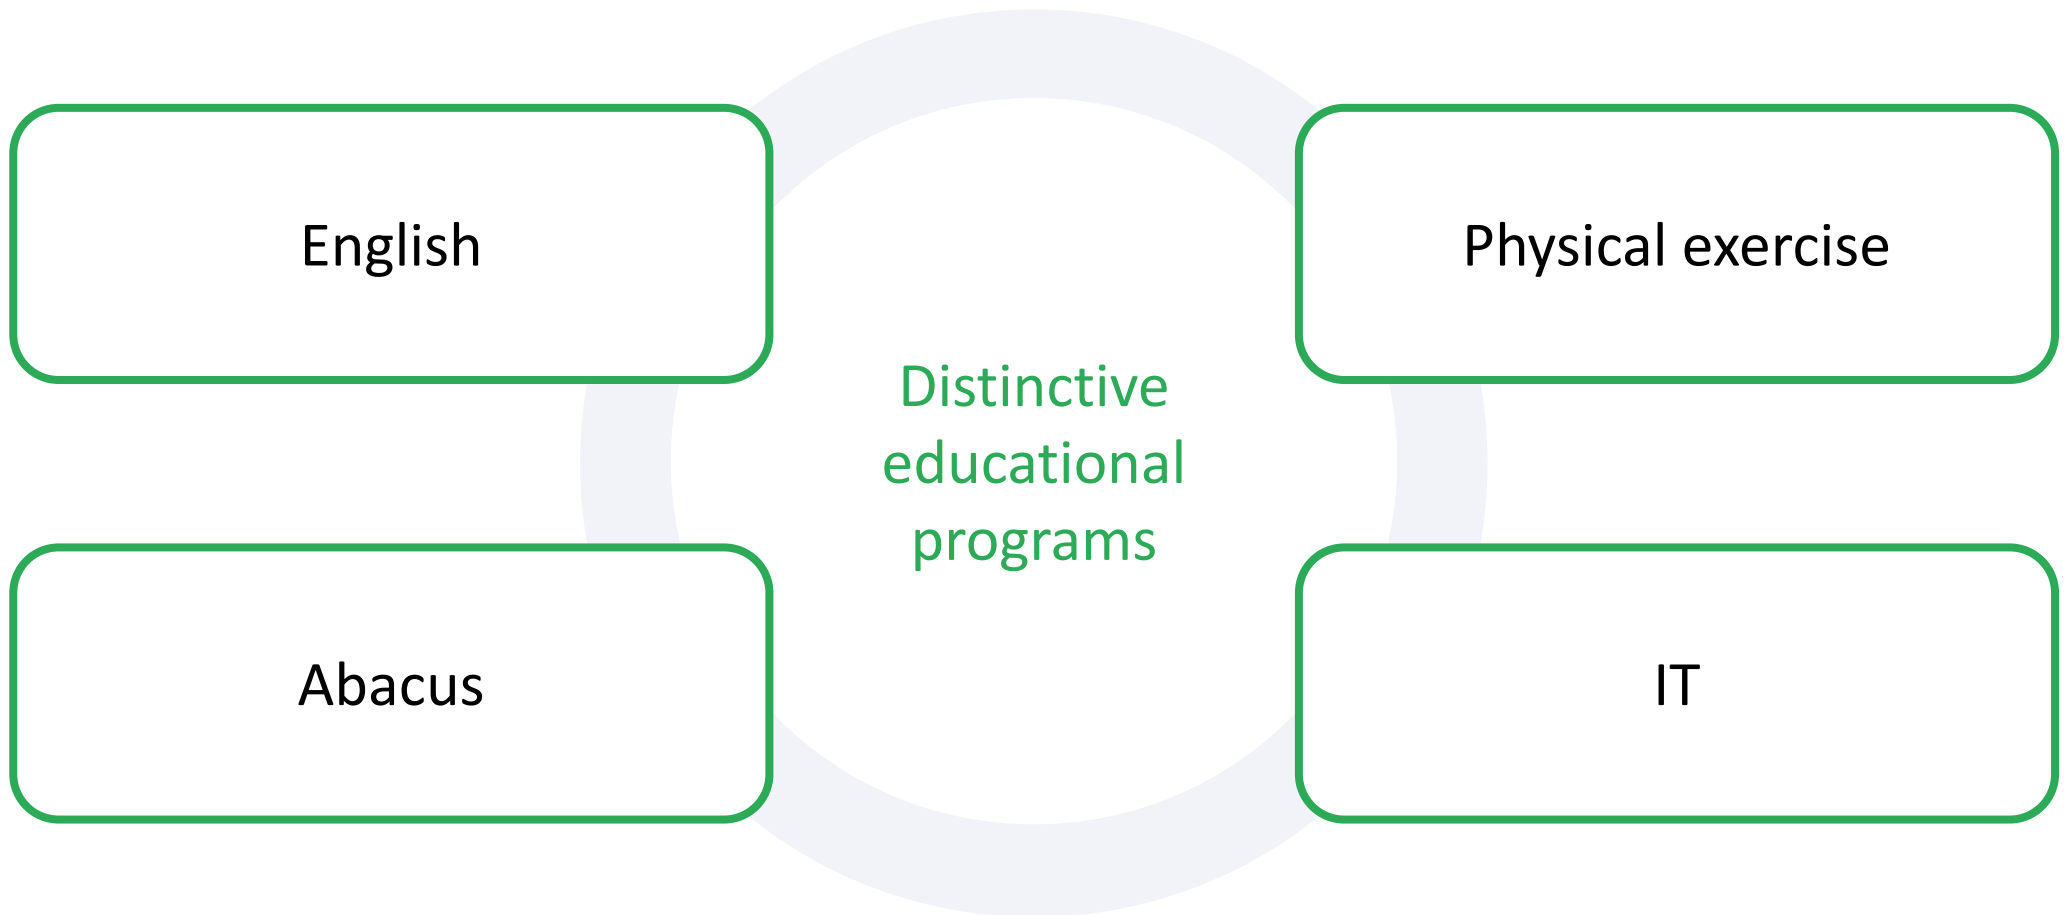 English
Physical exercise
Distinctive
educational
programs
Abacus
IT